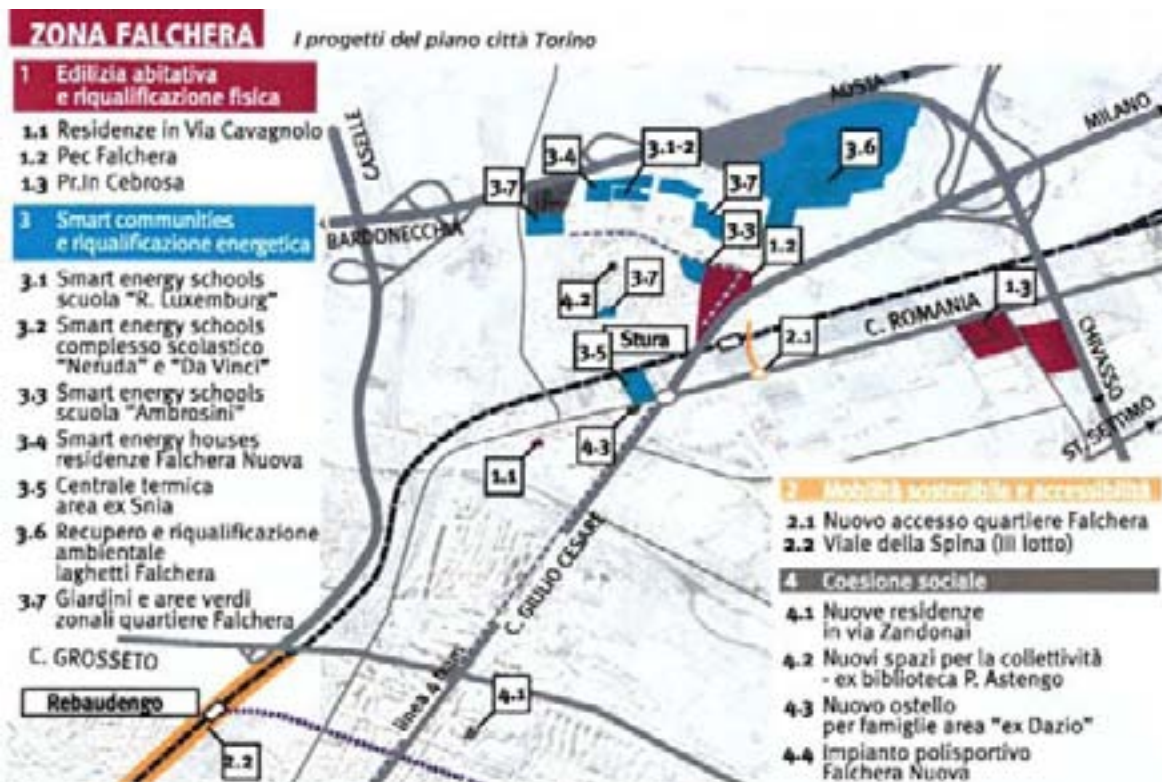 ZONA FALCHERA
I progetti del piano città Torino
1 Edilizia abitativa
e riqualificazione fisica
1.1 Residenze in Via Cavagnolo
1.2 Pec Falchera
1.3 Pr.In Cebrosa
3 Smart communities
e riqualificazione energetica
3.1 Smart energy schools
scuola "R. Luxemburg"
3.2 Smart energy schools
complesso scolastico
"Neruda" e "Da Vinci"
3.3 Smart energy schools
scuola "Ambrosini"
3.4 Smart energy houses
residenze Falchera Nuova
3.5 Centrale termica
area ex Snia
3.6 Recupero e riqualificazione
ambientale
laghetti Falchera
3.7 Giardini e aree verdi
zonali quartiere Falchera
C. GROSSETO
Rebaudengo
2.2
CASELLE
BARDONECCHIA
AOSTA
MILANO
3.4
3.1-2
3.6
3.7
3.7
3.3
1.2
4.2
3.7
C. ROMANIA
1.3
Stura
3.5
2.1
CHIVASSO
4.3
1.1
ST. SETTIMO
C. GIULIO CESARE
linea 4 tram
4.1
2 Mobilità sostenibile e accessibilità
2.1 Nuovo accesso quartiere Falchera
2.2 Viale della Spina (III lotto)
4 Coesione sociale
4.1 Nuove residenze
in via Zandonai
4.2 Nuovi spazi per la collettività
- ex biblioteca P. Astengo
4.3 Nuovo ostello
per famiglie area "ex Dazio"
4.4 Impianto polisportivo
Falchera Nuova